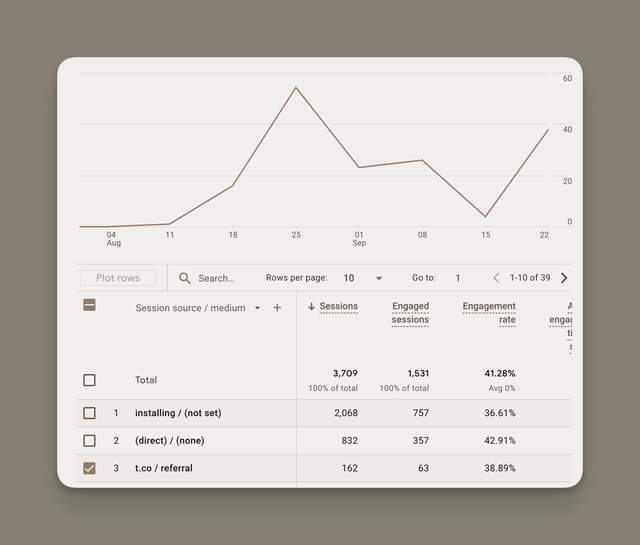 60
40
20
0
04 11 18 25 01 08 15 22
Aug Sep
Plot rows Search... Rows per page: 10 Go to: 1 1-10 of 39
Session source / medium + ↓ Sessions Engaged sessions Engagement rate
Total 3,709 1,531 41.28%
100% of total 100% of total Avg 0%
1 installing / (not set) 2,068 757 36.61%
2 (direct) / (none) 832 357 42.91%
3 t.co / referral 162 63 38.89%